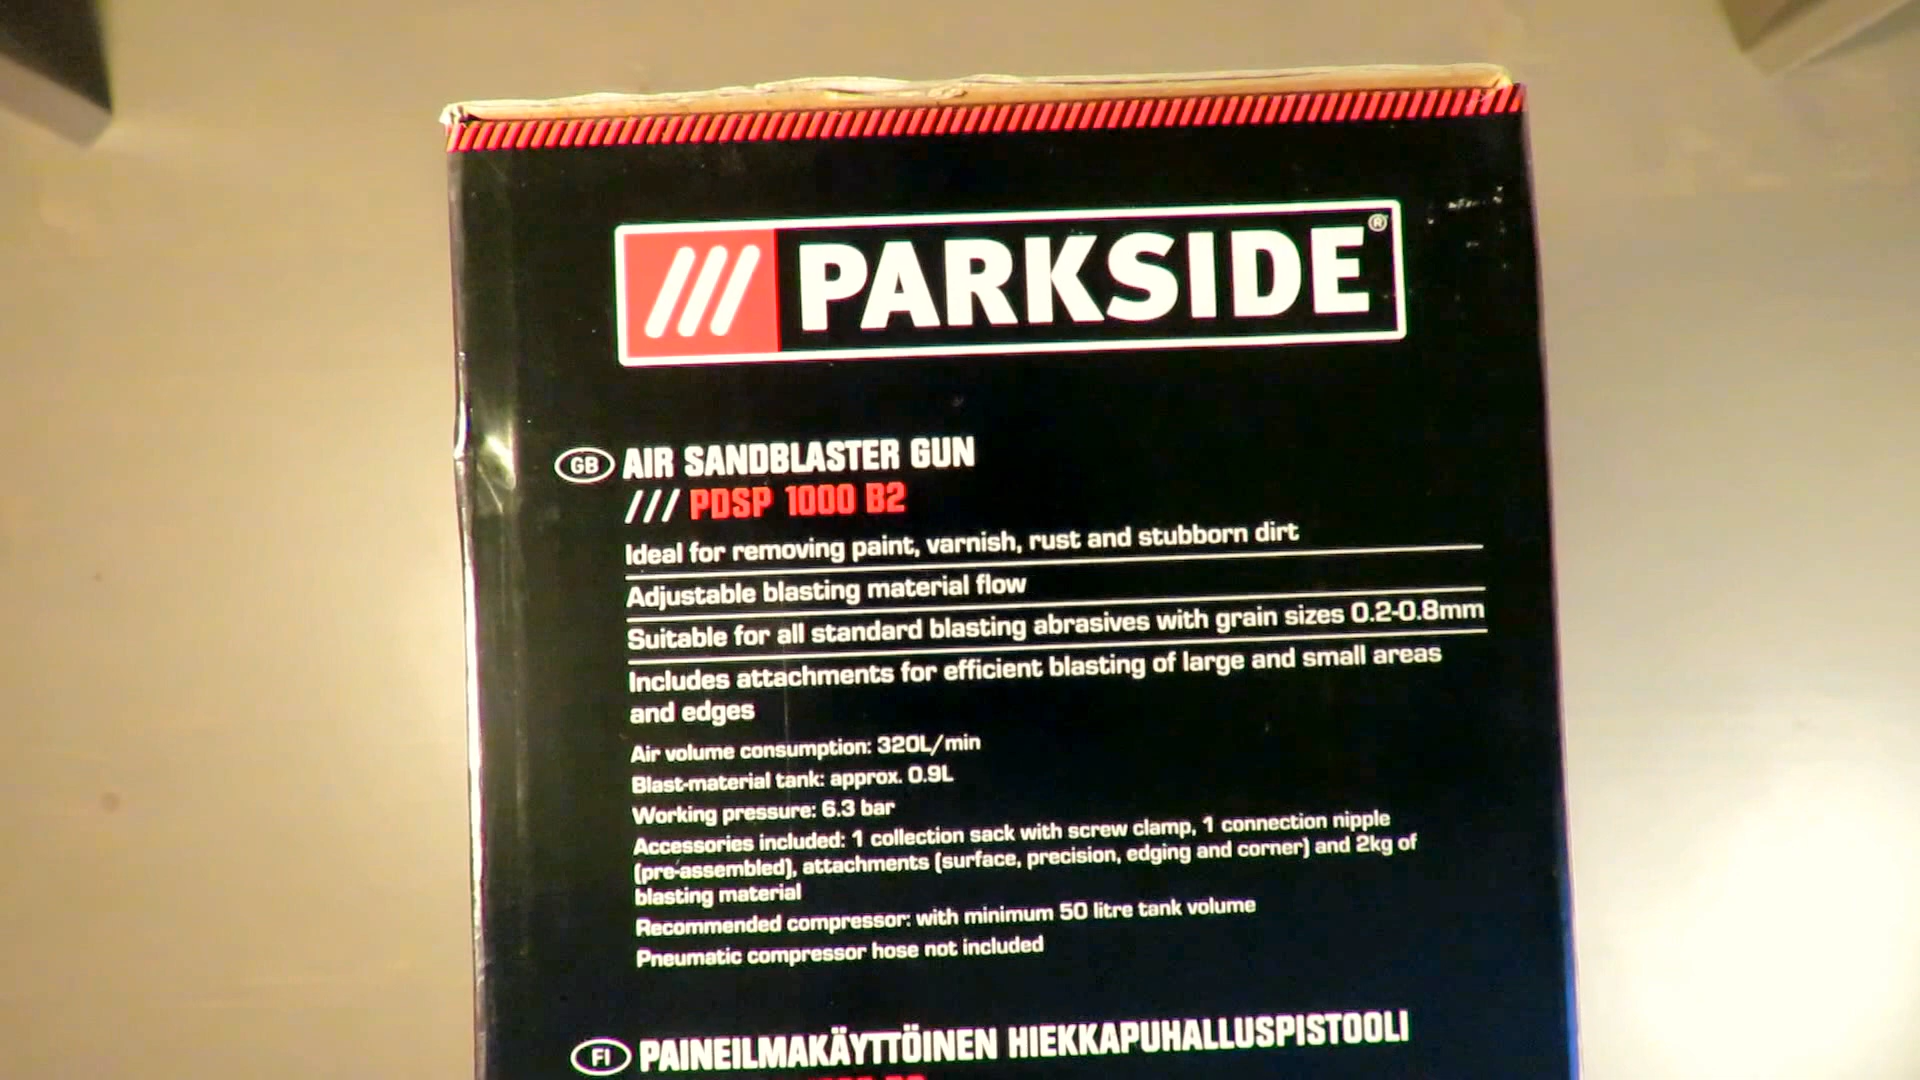 PARKSIDE®
GB AIR SANDBLASTER GUN
/// PDSP 1000 B2
Ideal for removing paint, varnish, rust and stubborn dirt
Adjustable blasting material flow
Suitable for all standard blasting abrasives with grain sizes 0.2-0.8mm
Includes attachments for efficient blasting of large and small areas
and edges
Air volume consumption: 320L/min
Blast-material tank: approx. 0.9L
Working pressure: 6.3 bar
Accessories included: 1 collection sack with screw clamp, 1 connection nipple
(pre-assembled), attachments (surface, precision, edging and corner) and 2kg of
blasting material
Recommended compressor: with minimum 50 litre tank volume
Pneumatic compressor hose not included
FI PAINEILMAKÄYTTÖINEN HIEKKAPUHALLUSPISTOOLI